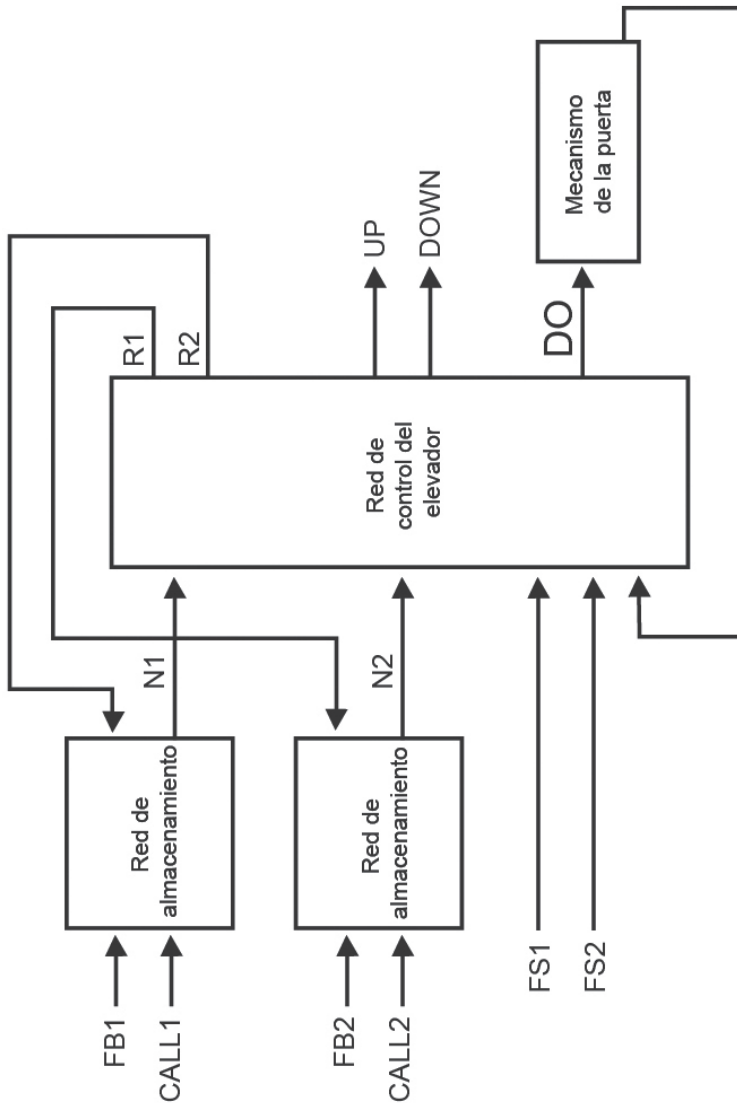 FB1
CALL1
Red de
almacenamiento
N1
FB2
CALL2
Red de
almacenamiento
N2
FS1
FS2
Red de
control del
elevador
R1
R2
UP
DOWN
DO
Mecanismo
de la puerta